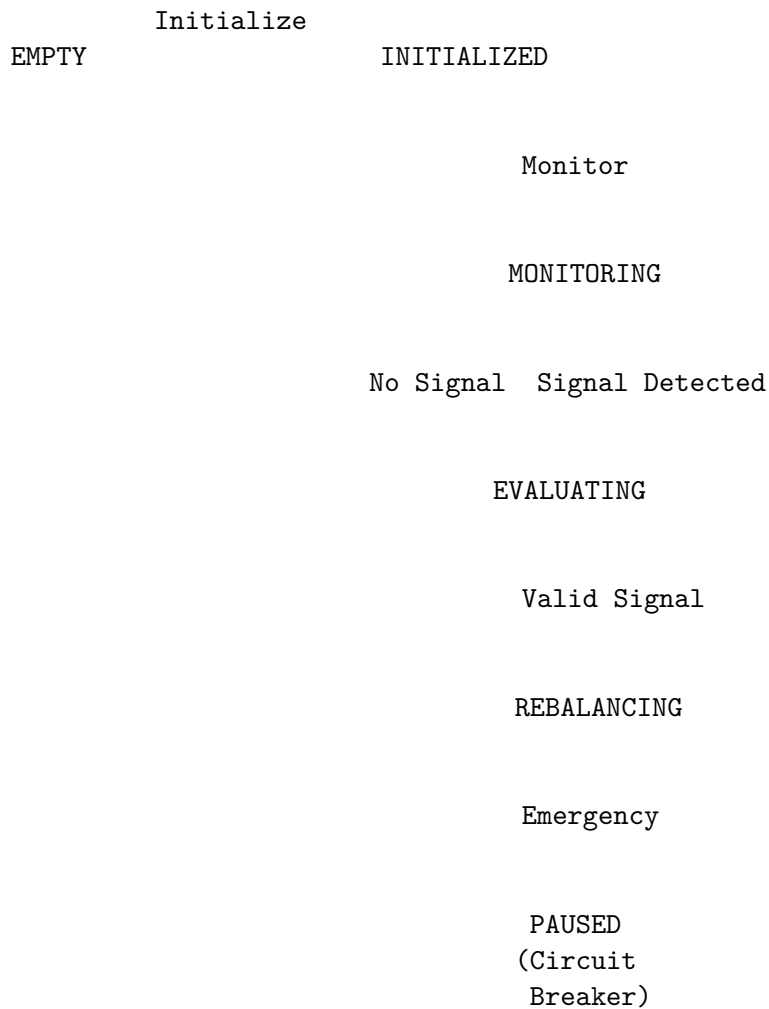 Initialize
EMPTY INITIALIZED
Monitor
MONITORING
No Signal Signal Detected
EVALUATING
Valid Signal
REBALANCING
Emergency
PAUSED
(Circuit
Breaker)